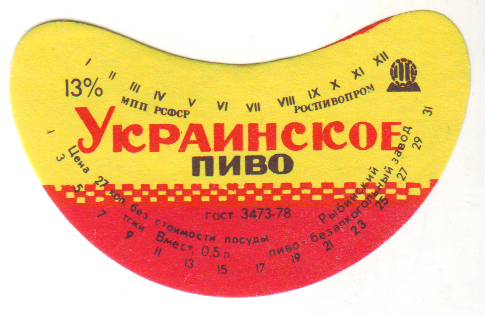 I II III IV V VI VII VIII IX X XI XII
13%
МПП РСФСР РОСПИВОПРОМ
УКРАИНСКОЕ
ПИВО
1 3 5 7 9 11 13 15 17 19 21 23 25 27 29 31
Цена 27 коп без стоимости посуды
ГОСТ 3473-78
Вмест. 0,5 л
Рыбинский
пиво-безалкогольный завод